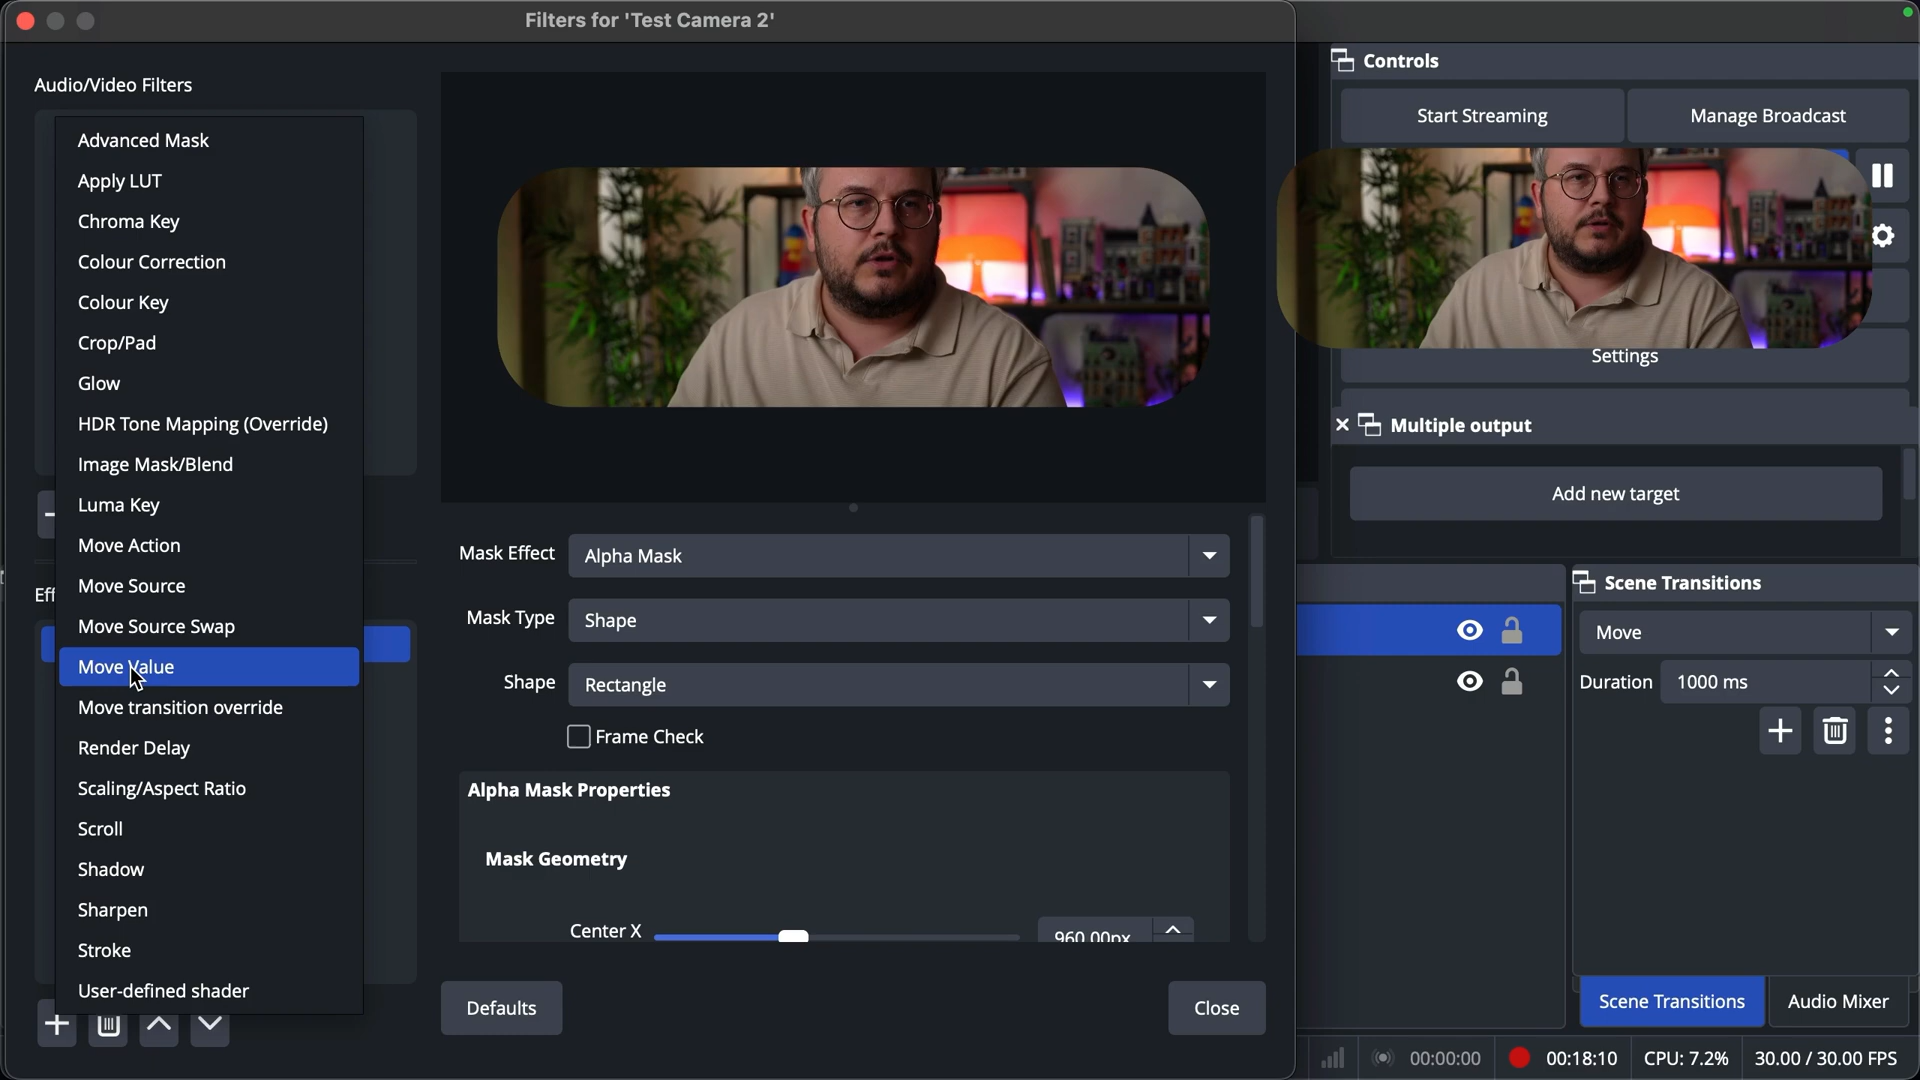 Filters for 'Test Camera 2'
Audio/Video Filters
Advanced Mask
Apply LUT
Chroma Key
Colour Correction
Colour Key
Crop/Pad
Glow
HDR Tone Mapping (Override)
Image Mask/Blend
Luma Key
Move Action
Move Source
Move Source Swap
Move Value
Move transition override
Render Delay
Scaling/Aspect Ratio
Scroll
Shadow
Sharpen
Stroke
User-defined shader
Mask Effect
Alpha Mask
Mask Type
Shape
Shape
Rectangle
Frame Check
Alpha Mask Properties
Mask Geometry
Center X
960.00px
Defaults
Close
Controls
Start Streaming
Manage Broadcast
Settings
Multiple output
Add new target
Scene Transitions
Move
Duration
1000 ms
Scene Transitions
Audio Mixer
00:00:00
00:18:10
CPU: 7.2%
30.00 / 30.00 FPS